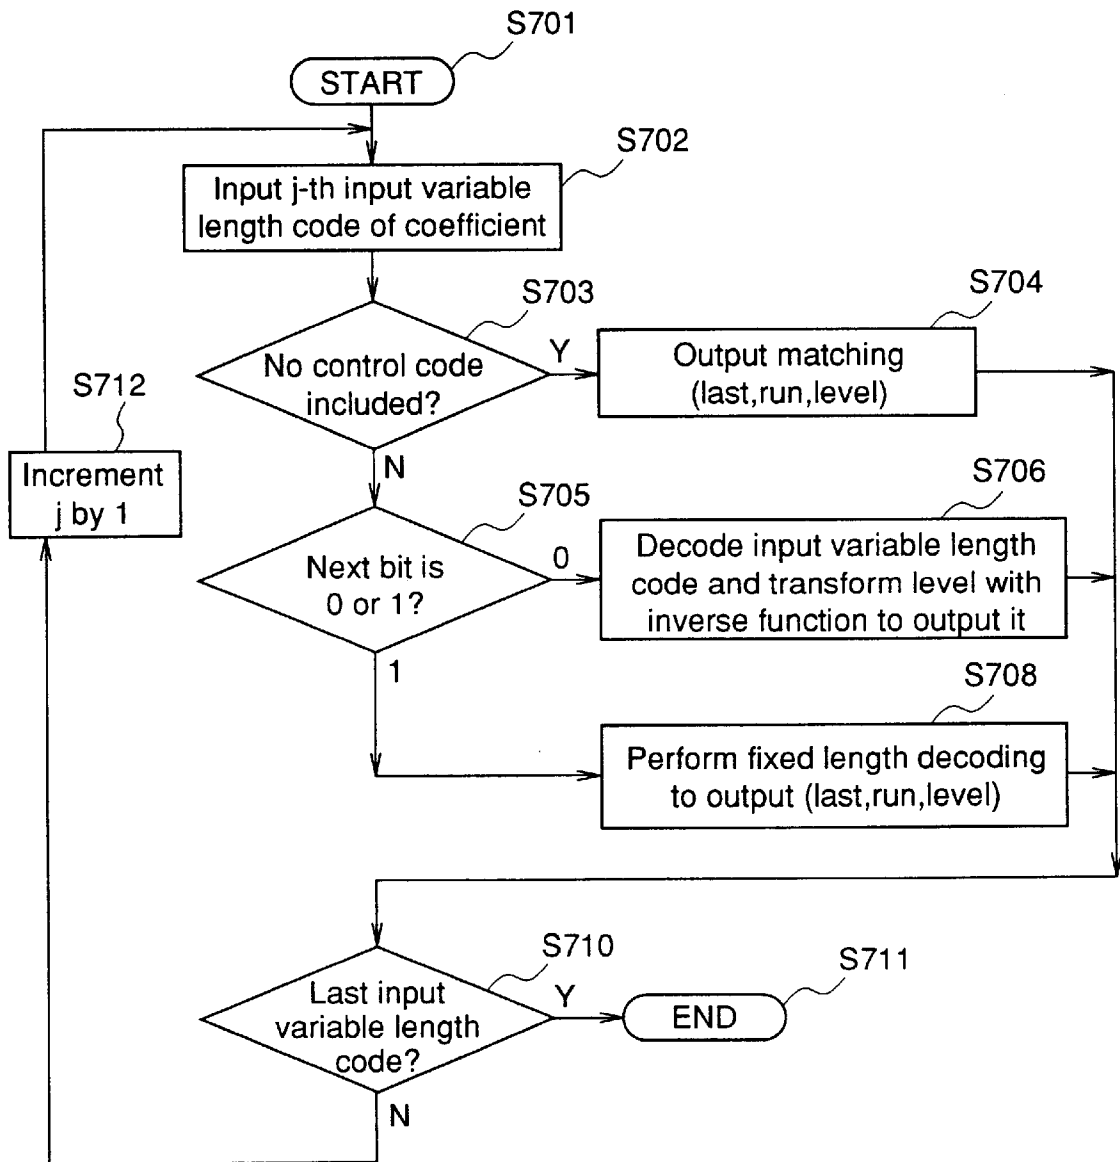 S701
START
S702
Input j-th input variable
length code of coefficient
S703
S704
No control code
included?
Y
Output matching
(last,run,level)
S712
Increment
j by 1
N
S705
S706
Next bit is
0 or 1?
0
Decode input variable length
code and transform level with
inverse function to output it
1
S708
Perform fixed length decoding
to output (last,run,level)
S710
S711
Last input
variable length
code?
Y
END
N